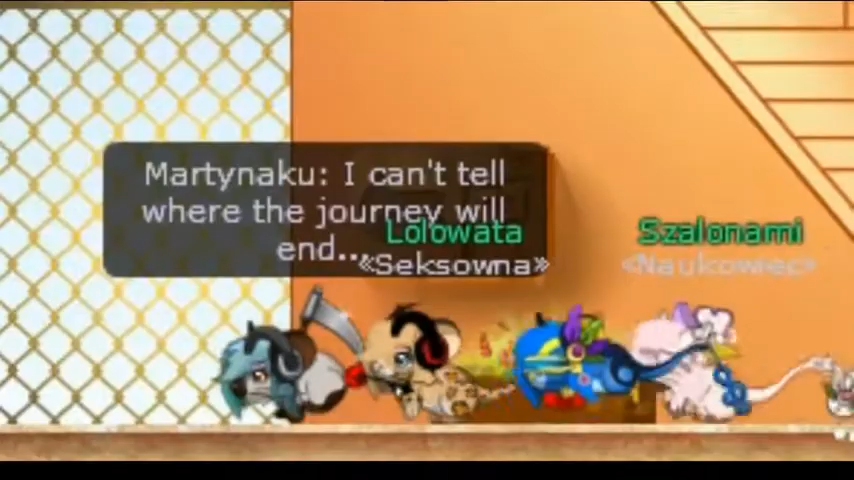 Martynaku: I can't tell
where the journey will
end...
Lolowata
«Seksowna»
Szalonami
«Naukowiec»